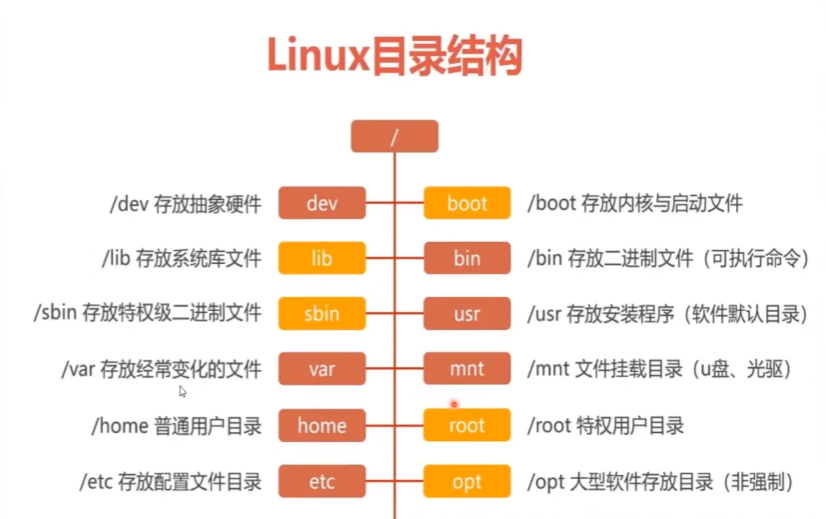 Linux目录结构
/
/dev 存放抽象硬件 dev boot /boot 存放内核与启动文件
/lib 存放系统库文件 lib bin /bin 存放二进制文件（可执行命令）
/sbin 存放特权级二进制文件 sbin usr /usr 存放安装程序（软件默认目录）
/var 存放经常变化的文件 var mnt /mnt 文件挂载目录（u盘、光驱）
/home 普通用户目录 home root /root 特权用户目录
/etc 存放配置文件目录 etc opt /opt 大型软件存放目录（非强制）